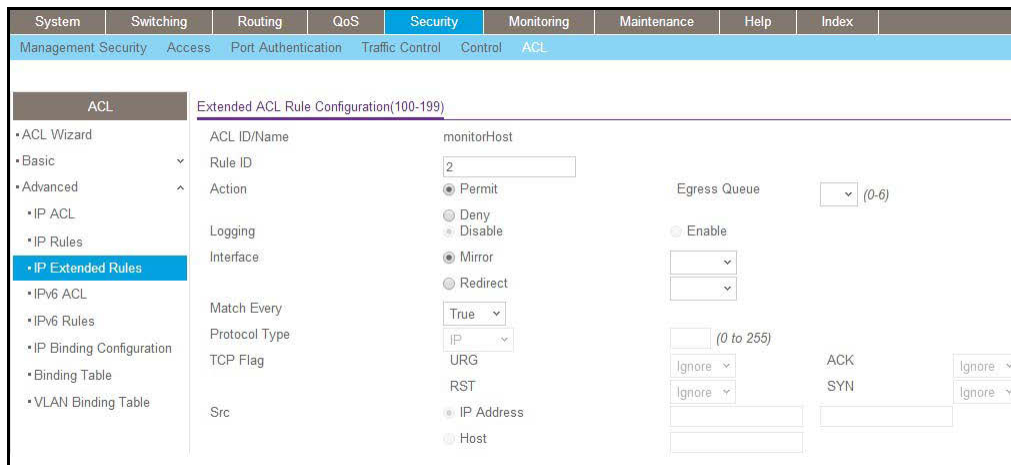 System Switching Routing QoS Security Monitoring Maintenance Help Index
Management Security Access Port Authentication Traffic Control Control ACL
ACL
ACL Wizard
Basic
Advanced
IP ACL
IP Rules
IP Extended Rules
IPv6 ACL
IPv6 Rules
IP Binding Configuration
Binding Table
VLAN Binding Table
Extended ACL Rule Configuration(100-199)
ACL ID/Name monitorHost
Rule ID 2
Action Permit Egress Queue (0-6)
Deny
Logging Disable Enable
Interface Mirror
Redirect
Match Every True
Protocol Type IP (0 to 255)
TCP Flag URG Ignore ACK Ignore
RST Ignore SYN Ignore
Src IP Address
Host